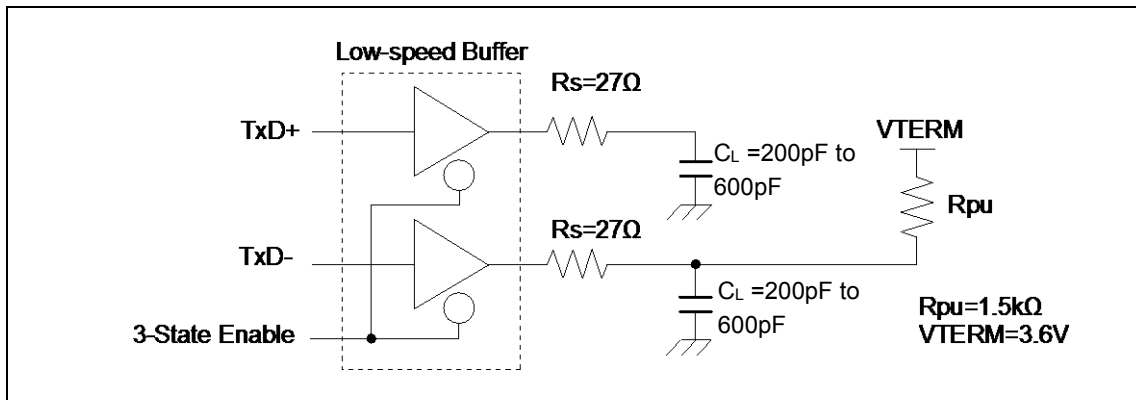 Low-speed Buffer
Rs=27Ω
TxD+
VTERM
CL =200pF to
600pF
Rpu
Rs=27Ω
TxD-
CL =200pF to
600pF
3-State Enable
Rpu=1.5kΩ
VTERM=3.6V